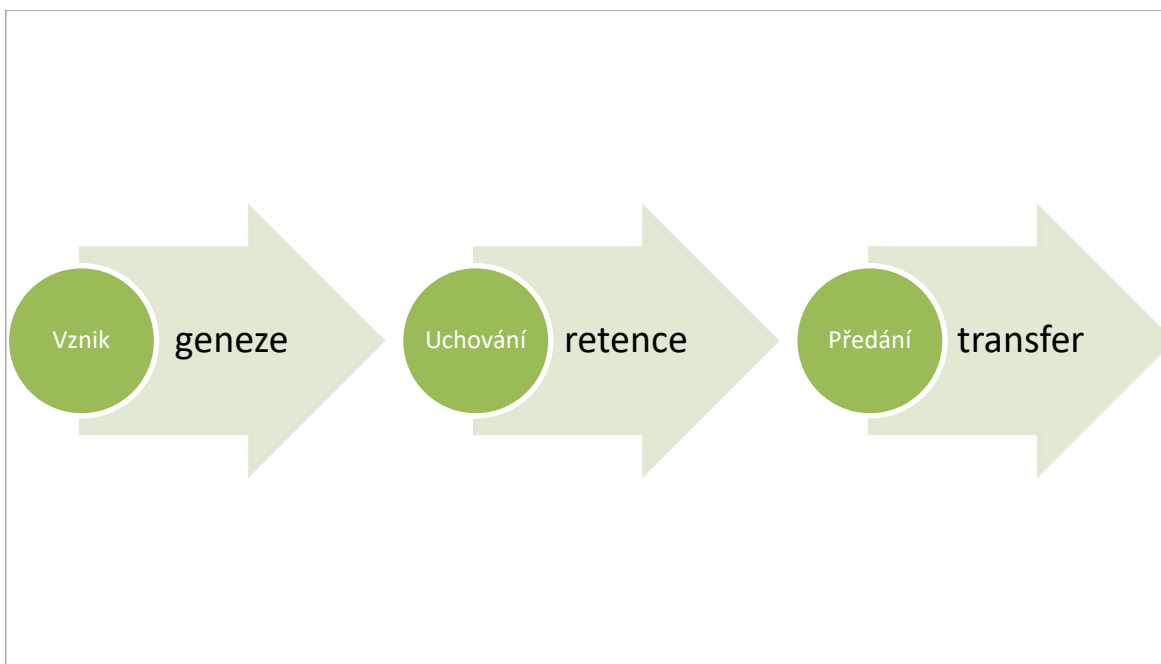 Vznik
geneze
Uchování
retence
Předání
transfer